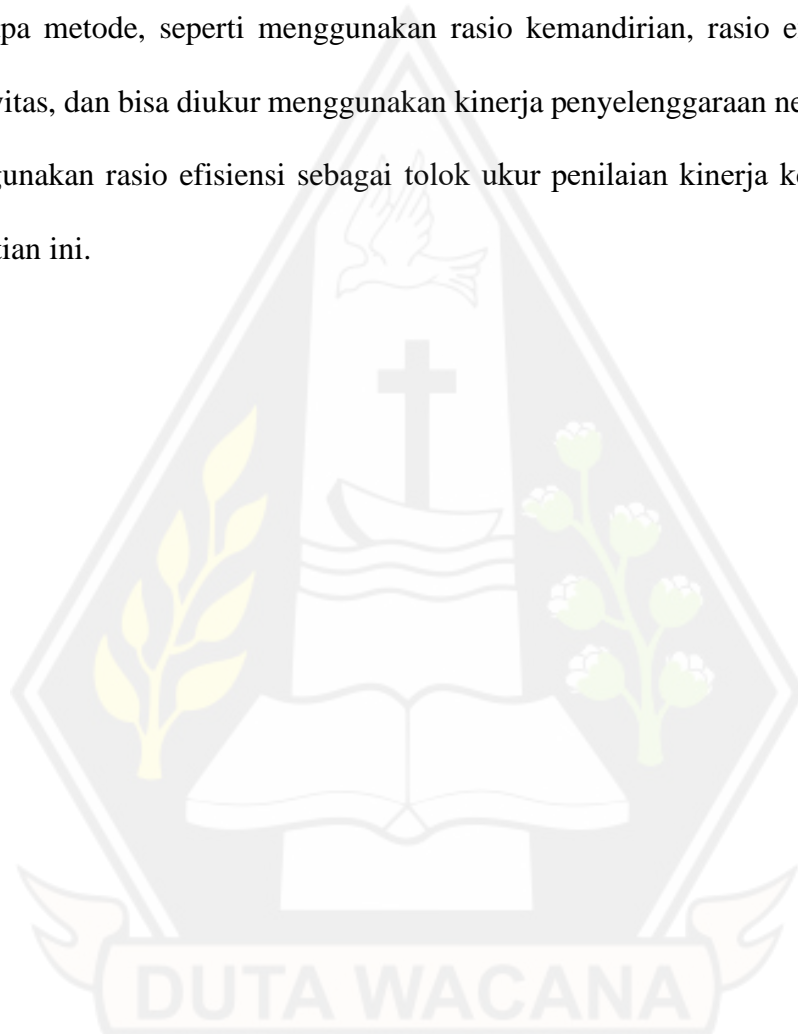 pa metode, seperti menggunakan rasio kemandirian, rasio e
vitas, dan bisa diukur menggunakan kinerja penyelenggaraan ne
gunakan rasio efisiensi sebagai tolok ukur penilaian kinerja ke
tian ini.
DUTA WACANA